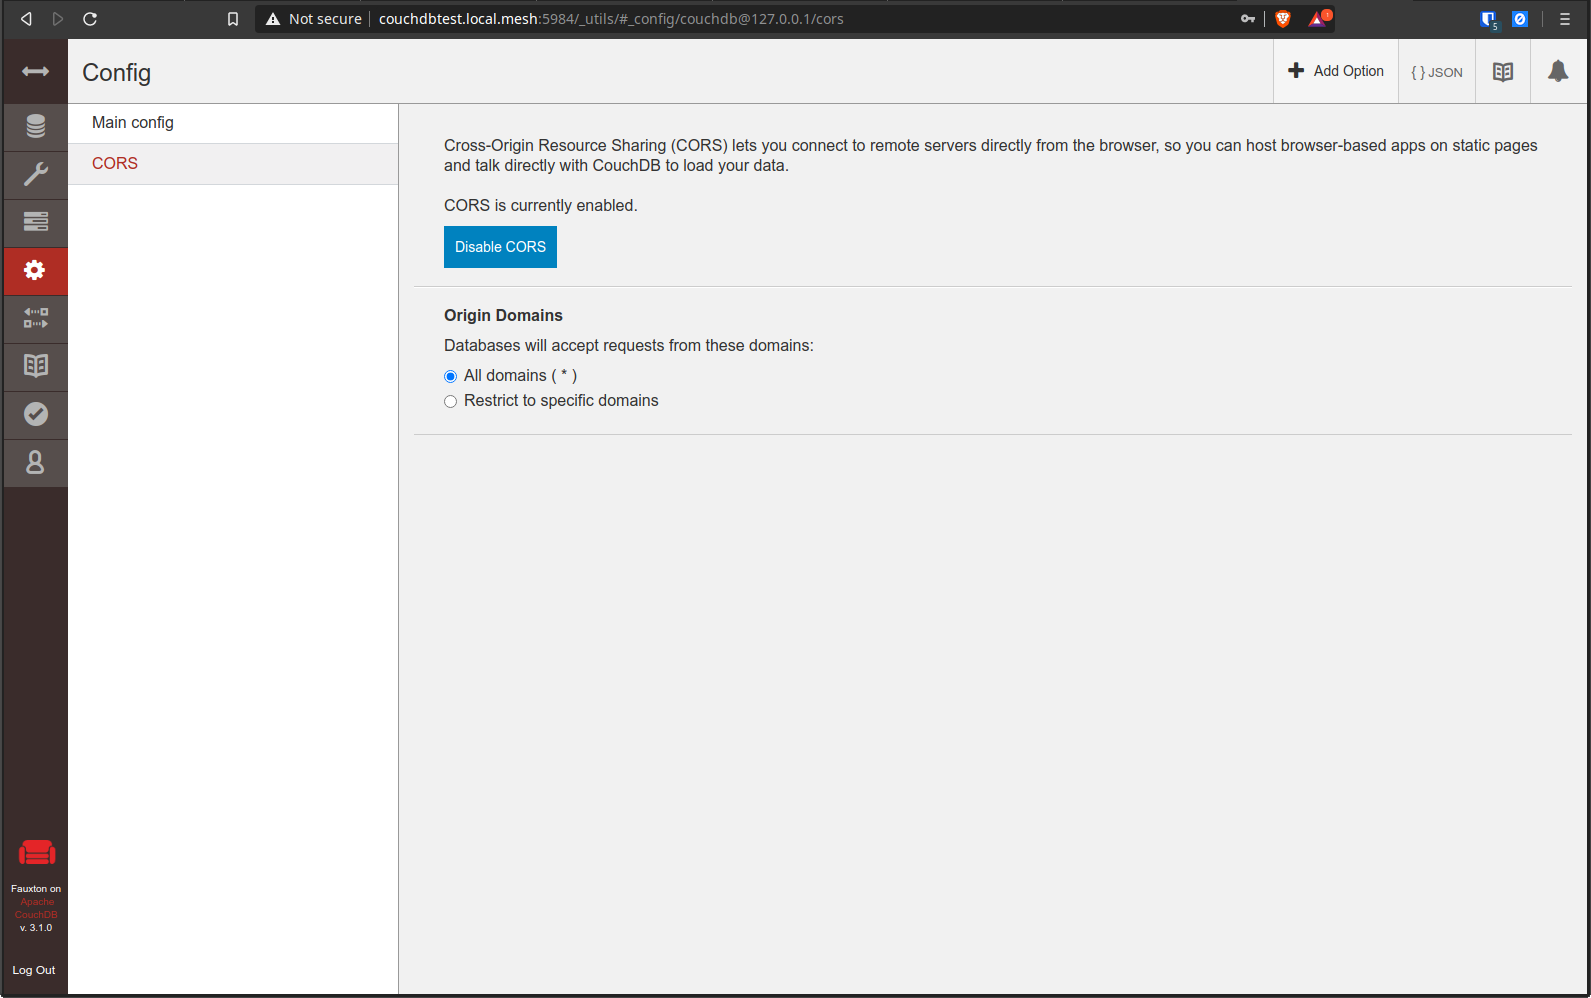 Not secure couchdbtest.local.mesh:5984/_utils/#_config/couchdb@127.0.0.1/cors
5
Config
Add Option
{ } JSON
Main config
CORS
Cross-Origin Resource Sharing (CORS) lets you connect to remote servers directly from the browser, so you can host browser-based apps on static pages
and talk directly with CouchDB to load your data.
CORS is currently enabled.
Disable CORS
Origin Domains
Databases will accept requests from these domains:
All domains ( * )
Restrict to specific domains
Fauxton on
Apache
CouchDB
v. 3.1.0
Log Out